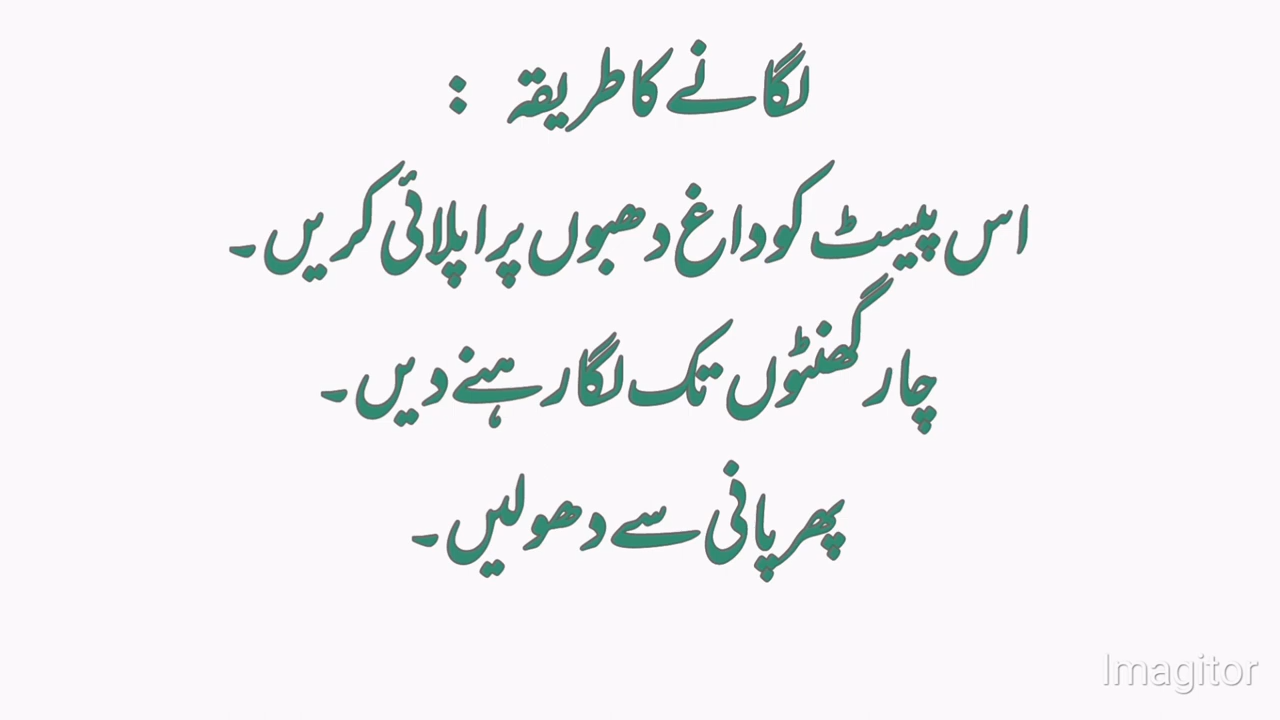 لگانے کا طریقہ :
اس پیسٹ کو داغ دھبوں پر اپلائی کریں۔
چار گھنٹوں تک لگا رہنے دیں۔
پھر پانی سے دھو لیں۔
Imagitor